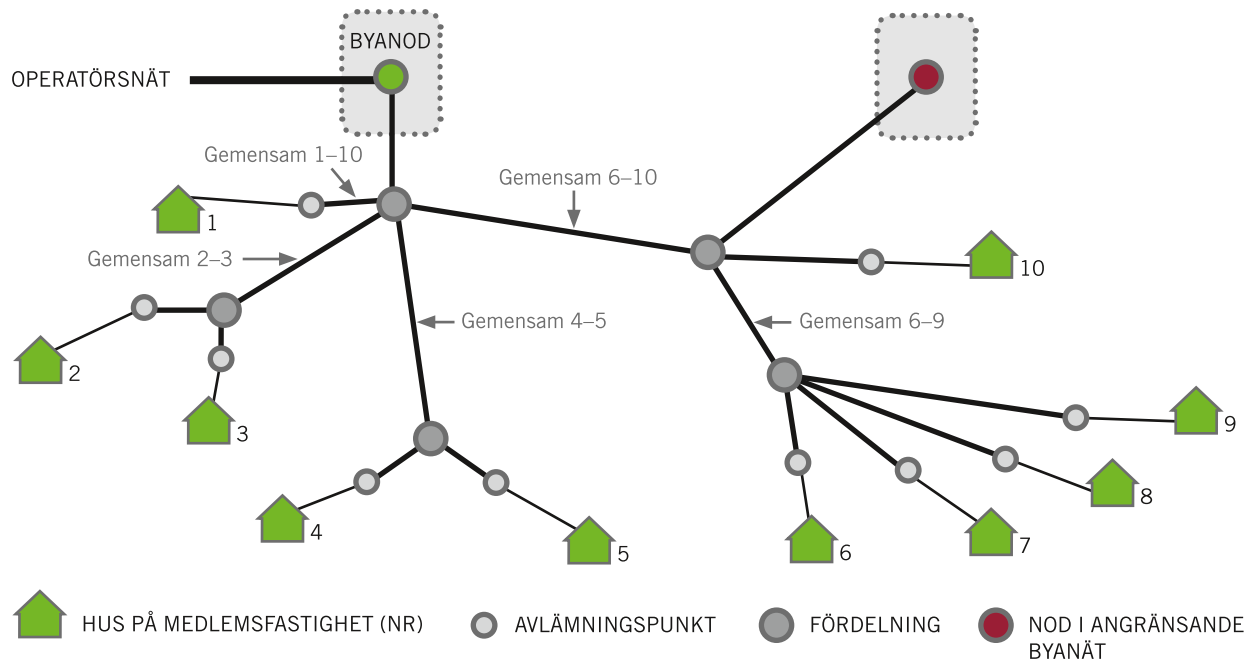 BYANOD
OPERATÖRSNÄT
Gemensam 1–10
Gemensam 6–10
1
Gemensam 2–3
10
Gemensam 4–5
Gemensam 6–9
2
3
9
8
4
5
6
7
HUS PÅ MEDLEMSFASTIGHET (NR)
AVLÄMNINGSPUNKT
FÖRDELNING
NOD I ANGRÄNSANDE
BYANÄT